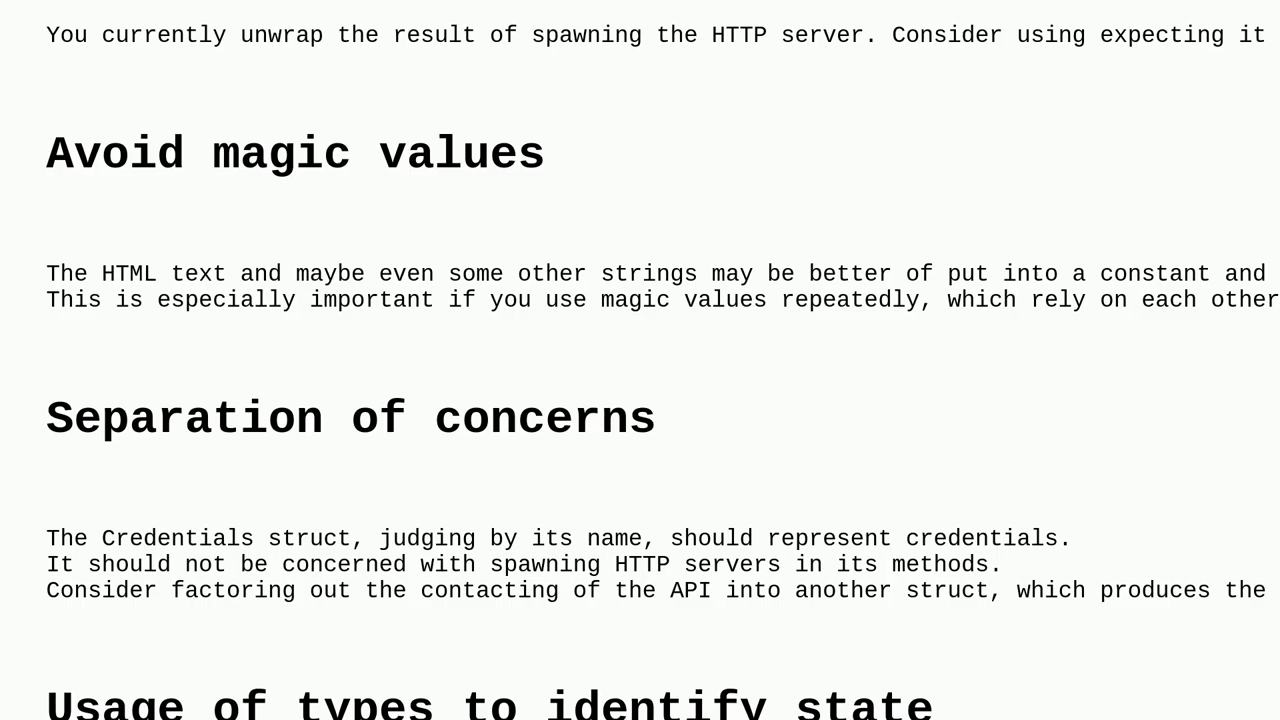 You currently unwrap the result of spawning the HTTP server. Consider using expecting it
Avoid magic values
The HTML text and maybe even some other strings may be better of put into a constant and
This is especially important if you use magic values repeatedly, which rely on each other
Separation of concerns
The Credentials struct, judging by its name, should represent credentials.
It should not be concerned with spawning HTTP servers in its methods.
Consider factoring out the contacting of the API into another struct, which produces the
Usage of types to identify state